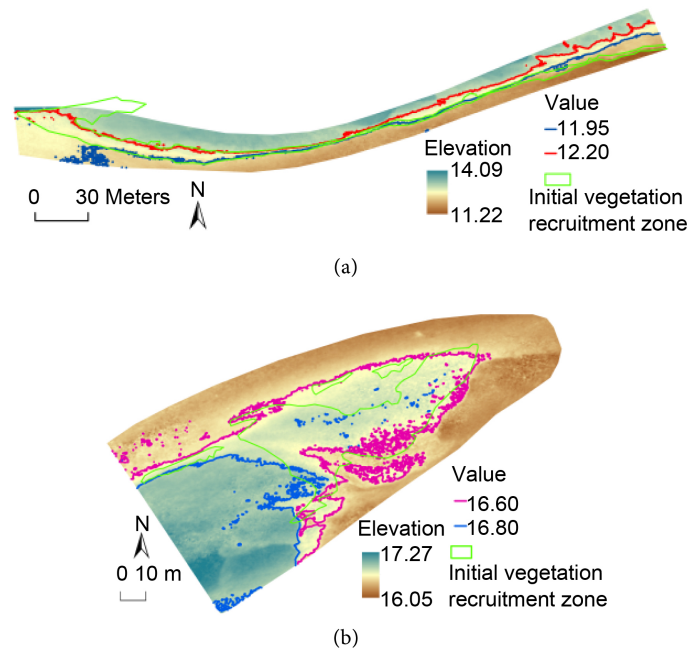 Value
11.95
12.20
Elevation
14.09
11.22
Initial vegetation
recruitment zone
0 30 Meters
N
(a)
Value
16.60
16.80
Elevation
17.27
16.05
Initial vegetation
recruitment zone
N
0 10 m
(b)